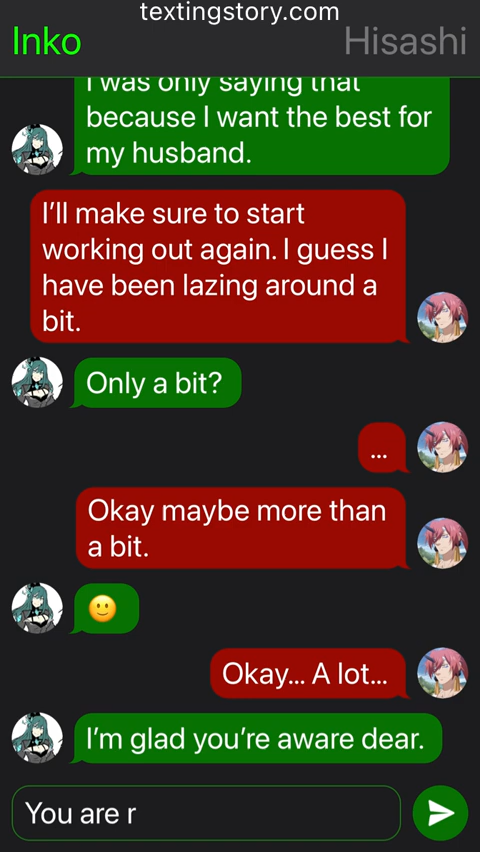 textingstory.com
Inko
Hisashi
I was only saying that
because I want the best for
my husband.
I’ll make sure to start
working out again. I guess I
have been lazing around a
bit.
Only a bit?
...
Okay maybe more than
a bit.
Okay... A lot...
I’m glad you’re aware dear.
You are r